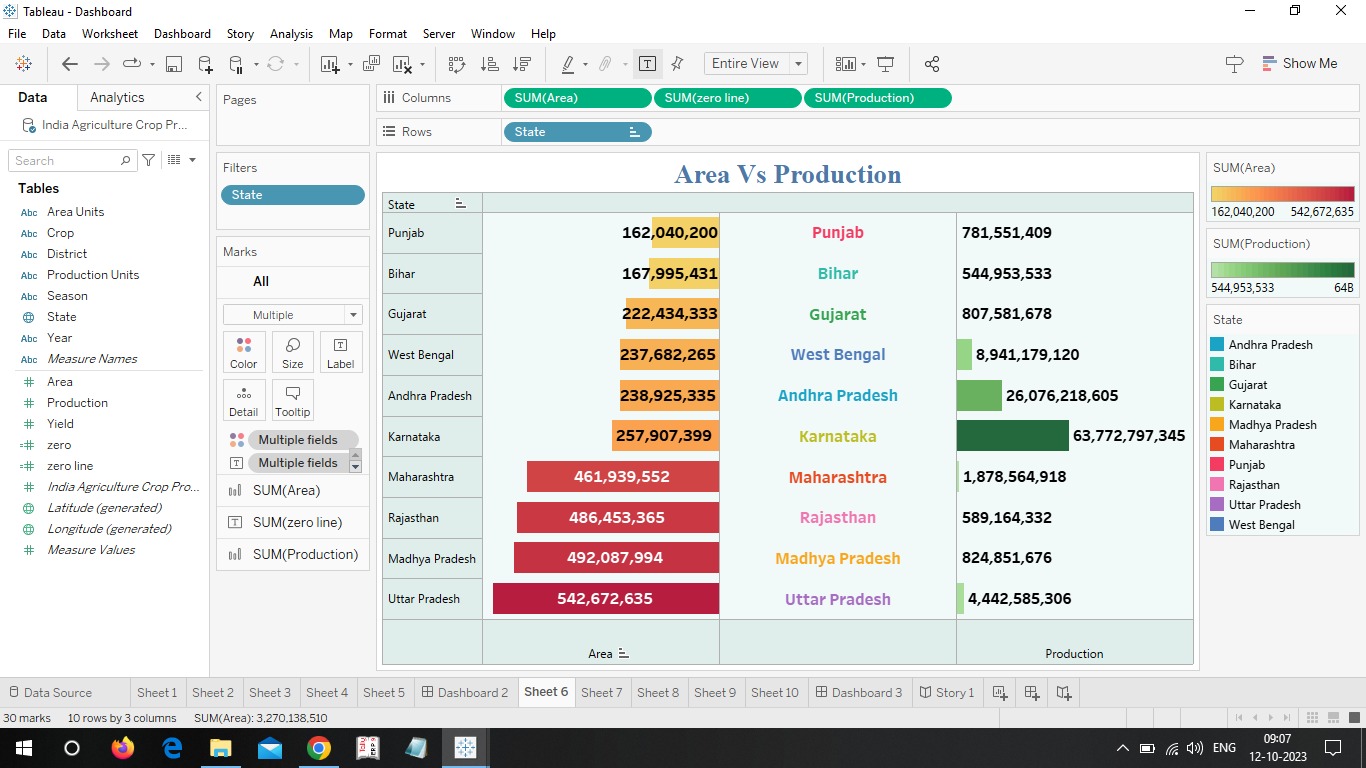 Tableau - Dashboard
File Data Worksheet Dashboard Story Analysis Map Format Server Window Help
Entire View
Show Me
Data Analytics
India Agriculture Crop Pr...
Search
Tables
Abc Area Units
Abc Crop
Abc District
Abc Production Units
Abc Season
State
Abc Year
Abc Measure Names
Area
Production
Yield
zero
zero line
India Agriculture Crop Pro...
Latitude (generated)
Longitude (generated)
Measure Values
Pages
Filters
State
Marks
All
Multiple
Color Size Label
Detail Tooltip
Multiple fields
Multiple fields
SUM(Area)
SUM(zero line)
SUM(Production)
Columns SUM(Area) SUM(zero line) SUM(Production)
Rows State
Area Vs Production
State
Punjab 162,040,200 Punjab 781,551,409
Bihar 167,995,431 Bihar 544,953,533
Gujarat 222,434,333 Gujarat 807,581,678
West Bengal 237,682,265 West Bengal 8,941,179,120
Andhra Pradesh 238,925,335 Andhra Pradesh 26,076,218,605
Karnataka 257,907,399 Karnataka 63,772,797,345
Maharashtra 461,939,552 Maharashtra 1,878,564,918
Rajasthan 486,453,365 Rajasthan 589,164,332
Madhya Pradesh 492,087,994 Madhya Pradesh 824,851,676
Uttar Pradesh 542,672,635 Uttar Pradesh 4,442,585,306
Area Production
SUM(Area)
162,040,200 542,672,635
SUM(Production)
544,953,533 64B
State
Andhra Pradesh
Bihar
Gujarat
Karnataka
Madhya Pradesh
Maharashtra
Punjab
Rajasthan
Uttar Pradesh
West Bengal
Data Source Sheet 1 Sheet 2 Sheet 3 Sheet 4 Sheet 5 Dashboard 2 Sheet 6 Sheet 7 Sheet 8 Sheet 9 Sheet 10 Dashboard 3 Story 1
30 marks 10 rows by 3 columns SUM(Area): 3,270,138,510
ENG
09:07
12-10-2023